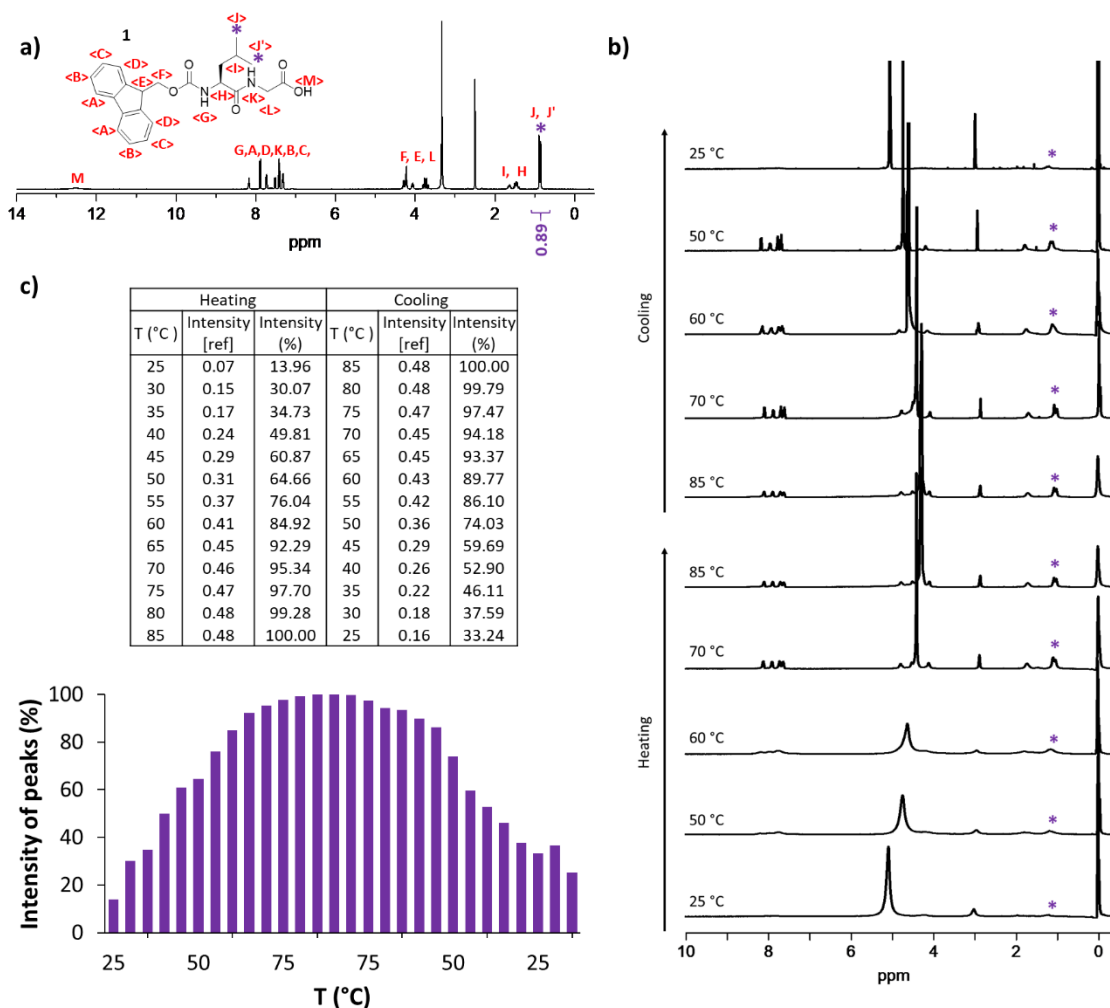 a)
1
<J>
*
<J'>
*
<C>
<D>
<B>
<E>
<F>
<I>
<A>
O
O
N
H
<H>
O
H
N
<K>
O
OH
<M>
<G>
<L>
<A>
<D>
<B>
<C>
J, J'
*
M
G,A,D,K,B,C,
F, E, L
I, H
14 12 10 8 6 4 2 0
ppm
0.89
b)
Cooling
Heating
25 °C *
50 °C *
60 °C *
70 °C *
85 °C *
85 °C *
70 °C *
60 °C *
50 °C *
25 °C *
10 8 6 4 2 0
ppm
c)
Heating Cooling
T (°C) Intensity [ref] Intensity (%) T (°C) Intensity [ref] Intensity (%)
25 0.07 13.96 85 0.48 100.00
30 0.15 30.07 80 0.48 99.79
35 0.17 34.73 75 0.47 97.47
40 0.24 49.81 70 0.45 94.18
45 0.29 60.87 65 0.45 93.37
50 0.31 64.66 60 0.43 89.77
55 0.37 76.04 55 0.42 86.10
60 0.41 84.92 50 0.36 74.03
65 0.45 92.29 45 0.29 59.69
70 0.46 95.34 40 0.26 52.90
75 0.47 97.70 35 0.22 46.11
80 0.48 99.28 30 0.18 37.59
85 0.48 100.00 25 0.16 33.24
Intensity of peaks (%)
100
80
60
40
20
0
25 50 75 75 50 25
T (°C)